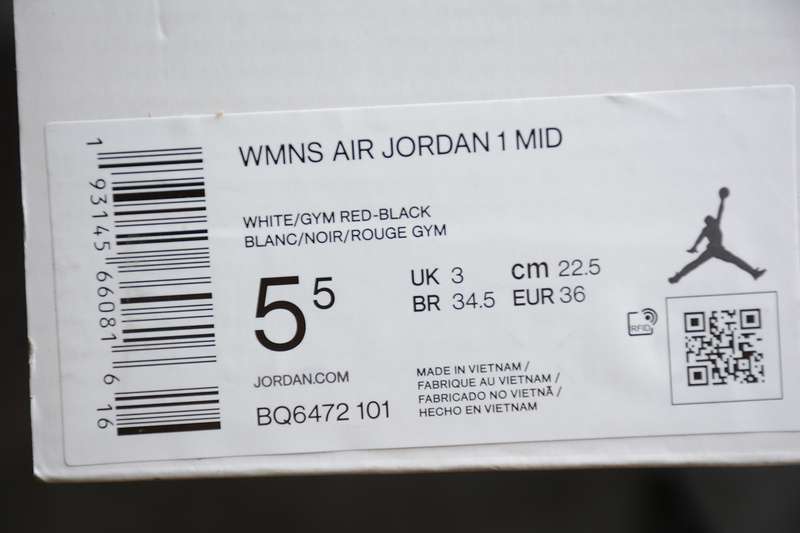 WMNS AIR JORDAN 1 MID
WHITE/GYM RED-BLACK
BLANC/NOIR/ROUGE GYM
5 5
UK 3 cm 22.5
BR 34.5 EUR 36
RFID
JORDAN.COM
BQ6472 101
MADE IN VIETNAM /
FABRIQUE AU VIETNAM /
FABRICADO NO VIETNÃ /
HECHO EN VIETNAM
1 93145 66081 6 16